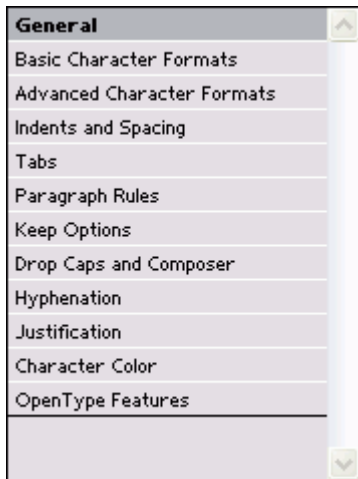 General
Basic Character Formats
Advanced Character Formats
Indents and Spacing
Tabs
Paragraph Rules
Keep Options
Drop Caps and Composer
Hyphenation
Justification
Character Color
OpenType Features